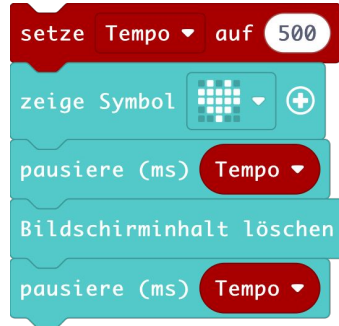 setze Tempo auf 500
zeige Symbol
pausiere (ms) Tempo
Bildschirminhalt löschen
pausiere (ms) Tempo